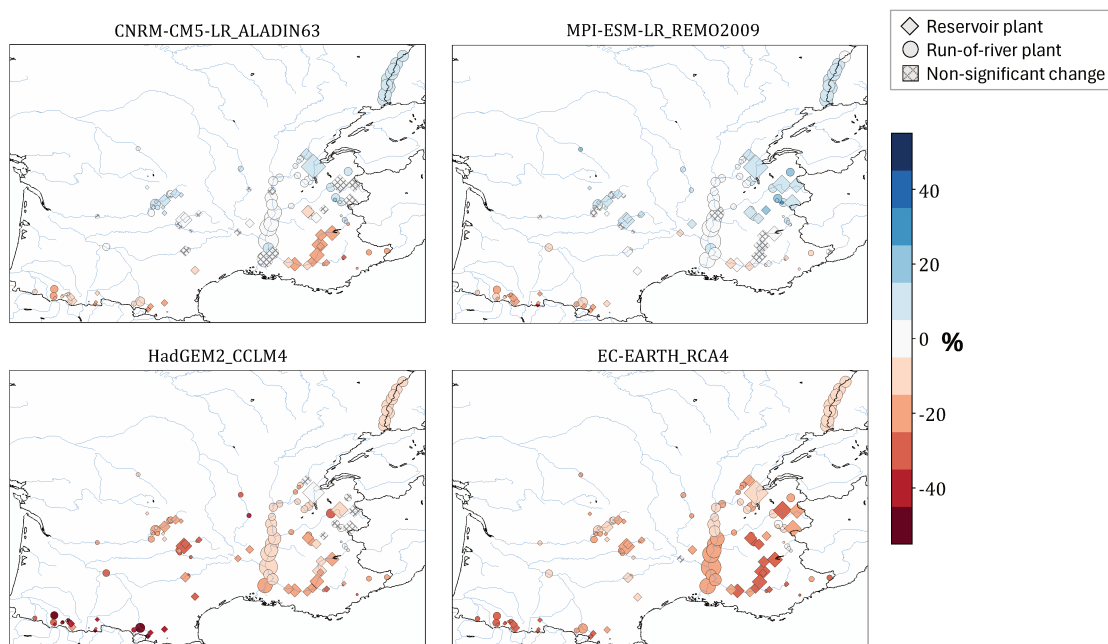 CNRM-CM5-LR_ALADIN63
MPI-ESM-LR_REMO2009
Reservoir plant
Run-of-river plant
Non-significant change
40
20
0 %
-20
-40
HadGEM2_CCLM4
EC-EARTH_RCA4